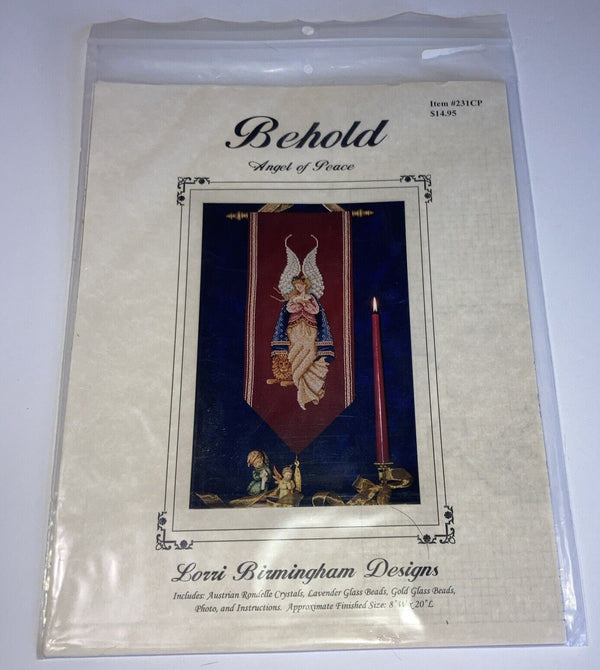 Item #231CP
$14.95
Behold
Angel of Peace
Lorri Birmingham Designs
Includes: Austrian Rondelle Crystals, Lavender Glass Beads, Gold Glass Beads,
Photo, and Instructions. Approximate Finished Size: 8"W x 20"L